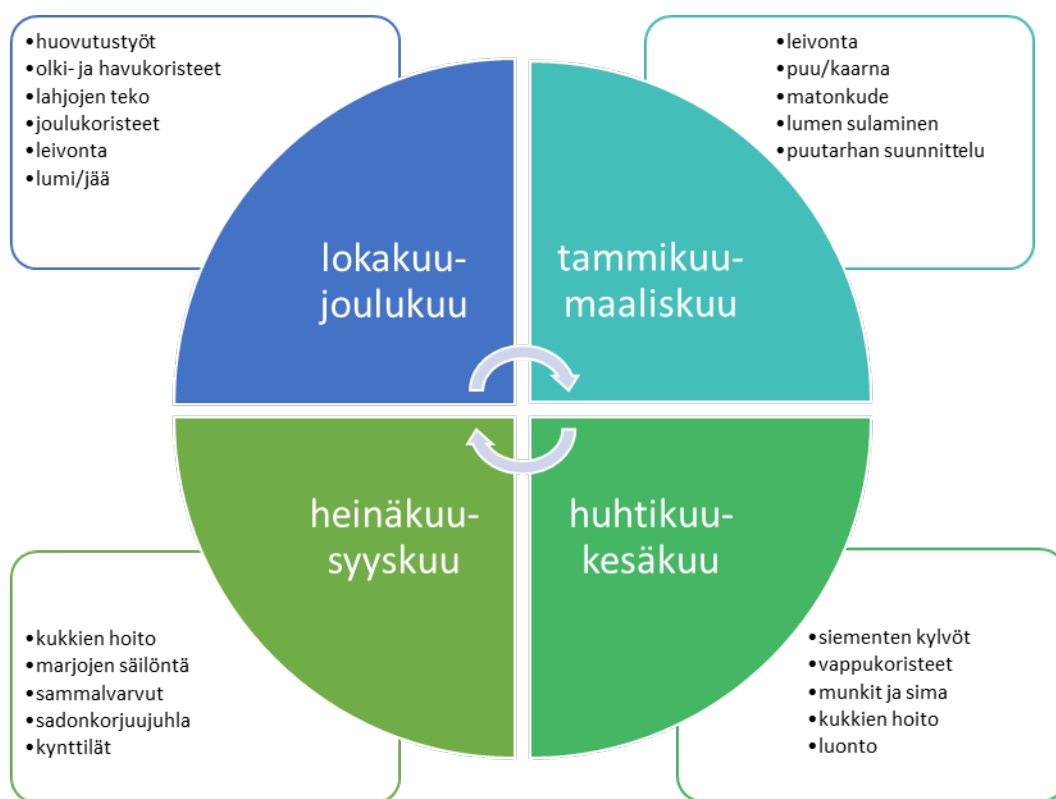 •huovutustyöt
•olki- ja havukoristeet
•lahjojen teko
•joulukoristeet
•leivonta
•lumi/jää
•leivonta
•puu/kaarna
•matonkude
•lumen sulaminen
•puutarhan suunnittelu
lokakuu-
joulukuu
tammikuu-
maaliskuu
heinäkuu-
syyskuu
huhtikuu-
kesäkuu
•kukkien hoito
•marjojen säilöntä
•sammalvarvut
•sadonkorjuujuhla
•kynttilät
•siementen kylvöt
•vappukoristeet
•munkit ja sima
•kukkien hoito
•luonto